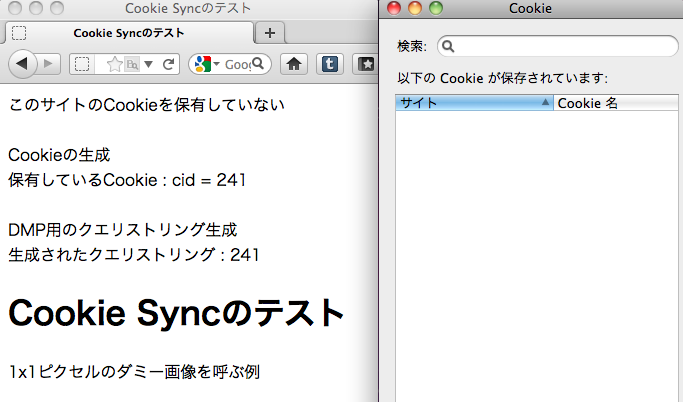 Cookie Syncのテスト
Cookie Syncのテスト
Goo
このサイトのCookieを保有していない
Cookieの生成
保有しているCookie : cid = 241
DMP用のクエリストリング生成
生成されたクエリストリング : 241
Cookie Syncのテスト
1x1ピクセルのダミー画像を呼ぶ例
Cookie
検索:
以下の Cookie が保存されています:
サイト
Cookie 名